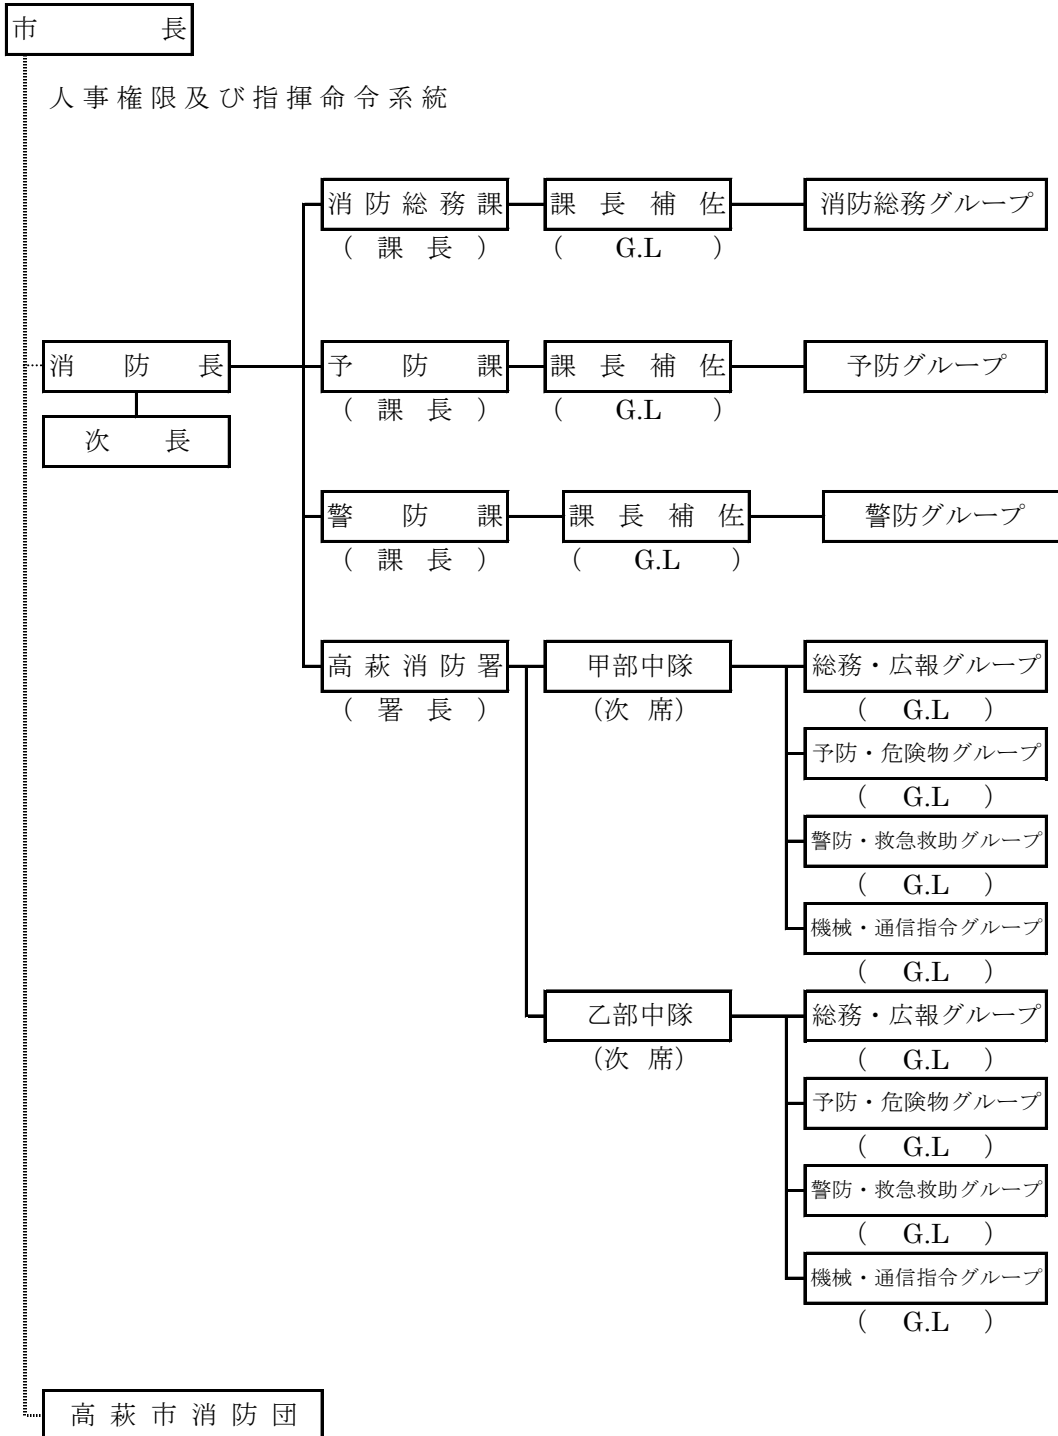 市長
人事権限及び指揮命令系統
消防総務課 課長補佐 消防総務グループ
(課長) (G.L)
消防長 予防課 課長補佐 予防グループ
(課長) (G.L)
次長
警防課 課長補佐 警防グループ
(課長) (G.L)
高萩消防署 甲部中隊 総務・広報グループ
(署長) (次席) (G.L)
予防・危険物グループ
(G.L)
警防・救急救助グループ
(G.L)
機械・通信指令グループ
(G.L)
乙部中隊 総務・広報グループ
(次席) (G.L)
予防・危険物グループ
(G.L)
警防・救急救助グループ
(G.L)
機械・通信指令グループ
(G.L)
高萩市消防団